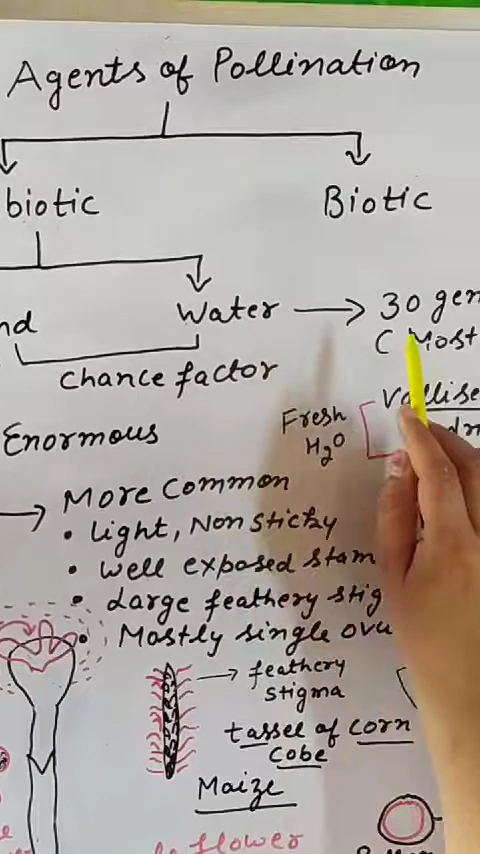 Agents of Pollination
biotic
Biotic
Water → 30 gen
nd
( Most
Chance factor
Vallise
Fresh
H2O
Enormous
→ More Common
• Light, Non Sticky
• well exposed stam
• Large feathery stig
• Mostly single ovu
→ feathery
stigma
tassel of corn
Cobe
Maize
flower